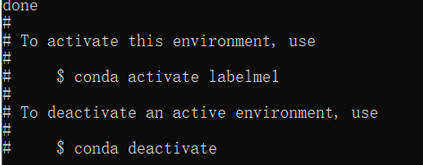 done
#
# To activate this environment, use
#
#     $ conda activate labelme1
#
# To deactivate an active environment, use
#
#     $ conda deactivate